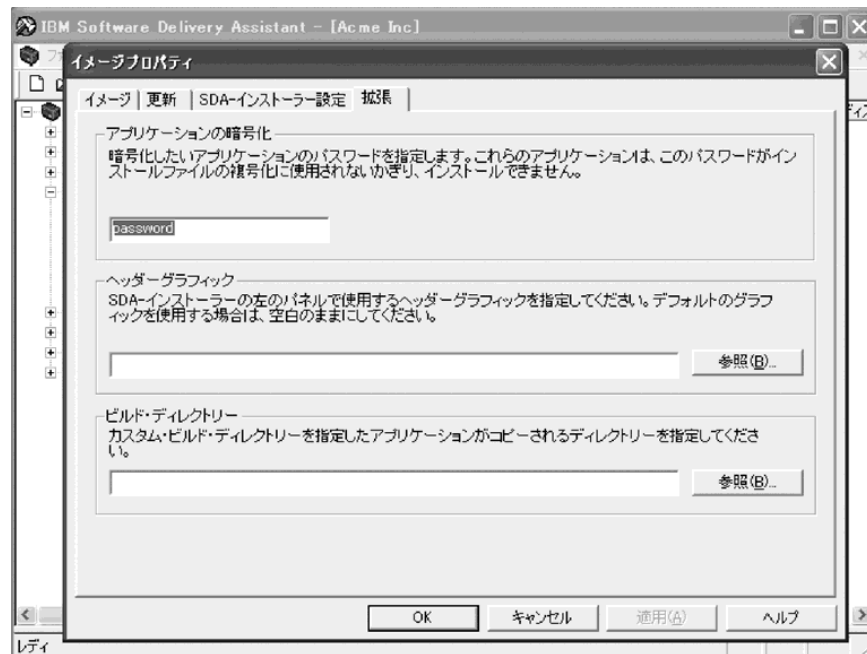 IBM Software Delivery Assistant - [Acme Inc]
イメージプロパティ
イメージ 更新 SDA-インストーラー設定 拡張
アプリケーションの暗号化
暗号化したいアプリケーションのパスワードを指定します。これらのアプリケーションは、このパスワードがイン
ストールファイルの複号化に使用されないかぎり、インストールできません。
password
ヘッダーグラフィック
SDA-インストーラーの左のパネルで使用するヘッダーグラフィックを指定してください。デフォルトのグラフ
ィックを使用する場合は、空白のままにしてください。
参照(B)...
ビルド・ディレクトリー
カスタム・ビルド・ディレクトリーを指定したアプリケーションがコピーされるディレクトリーを指定してくださ
い。
参照(B)...
OK キャンセル 適用(A) ヘルプ
レディ